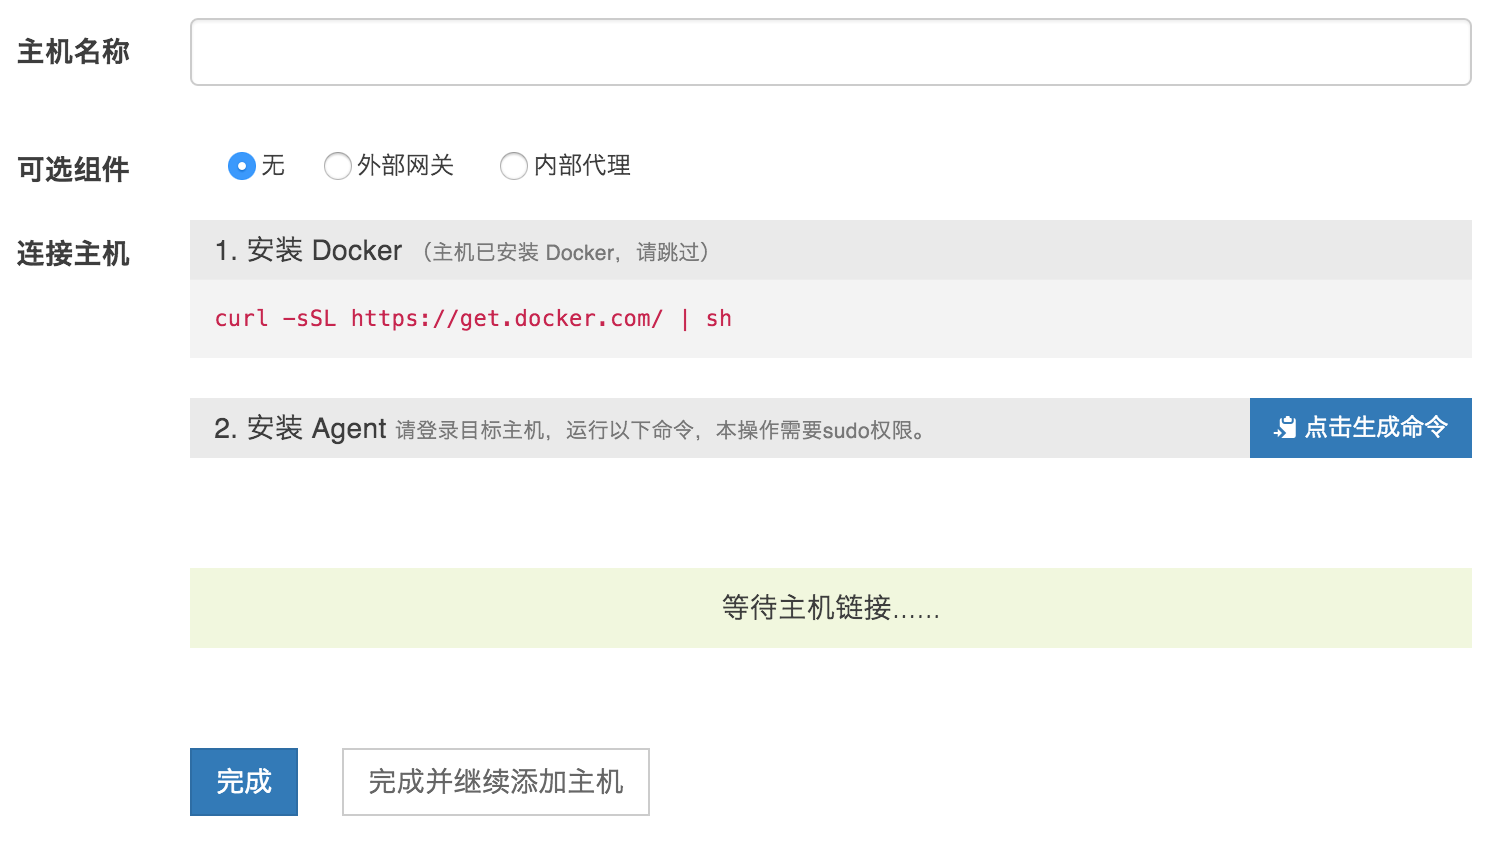 主机名称
可选组件
无 外部网关 内部代理
连接主机
1. 安装 Docker （主机已安装 Docker，请跳过）
curl -sSL https://get.docker.com/ | sh
2. 安装 Agent 请登录目标主机，运行以下命令，本操作需要sudo权限。
点击生成命令
等待主机链接......
完成 完成并继续添加主机